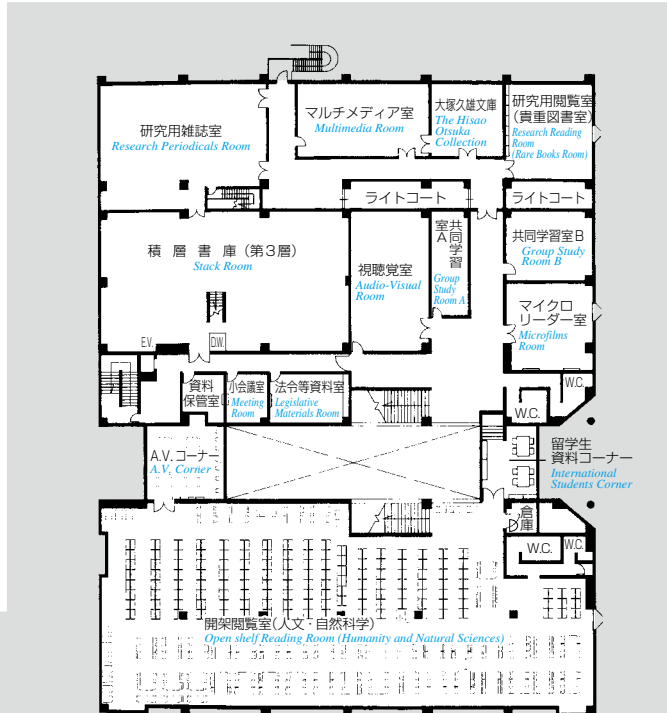 研究用雑誌室
Research Periodicals Room
マルチメディア室
Multimedia Room
大塚久雄文庫
The Hisao
Otsuka
Collection
研究用閲覧室
(貴重図書室)
Research Reading
Room
(Rare Books Room)
ライトコート
ライトコート
積層書庫(第3層)
Stack Room
E.V.
D.W.
視聴覚室
Audio-Visual
Room
共同学習
室A
Group
Study
Room A
共同学習室B
Group Study
Room B
マイクロ
リーダー室
Microfilms
Room
資料
保管室
小会議室
Meeting
Room
法令等資料室
Legislative
Materials Room
W.C.
W.C.
A.V. コーナー
A.V. Corner
留学生
資料コーナー
International
Students Corner
倉庫
W.C.
W.C.
開架閲覧室(人文・自然科学)
Open shelf Reading Room (Humanity and Natural Sciences)